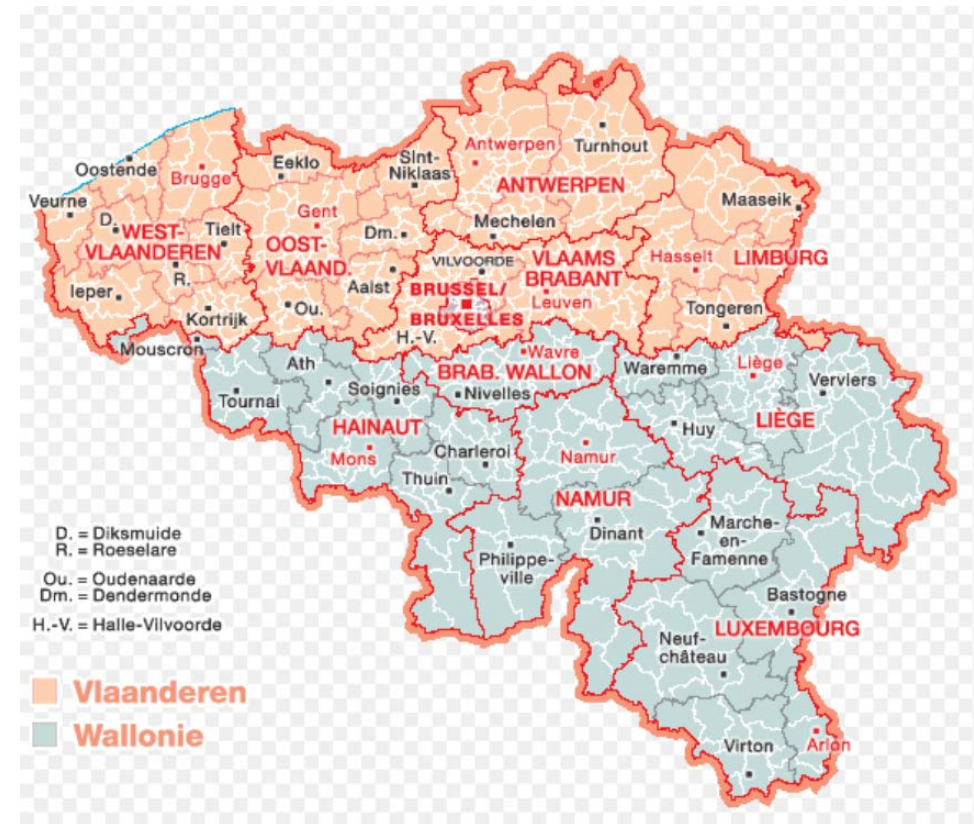 Oostende
Veurne
D.
Brugge
WEST-
VLAANDEREN
Tielt
R.
Ieper
Kortrijk
Mouscron
Eeklo
Gent
SInt-
Niklaas
Dm.
OOST-
VLAAND.
Aalst
Ou.
Antwerpen
Turnhout
ANTWERPEN
Mechelen
VILVOORDE
VLAAMS
BRABANT
Leuven
BRUSSEL/
BRUXELLES
H.-V.
Maaseik
Hasselt
LIMBURG
Tongeren
Wavre
BRAB. WALLON
Nivelles
Waremme
Liège
Verviers
LIÈGE
Huy
Ath
Tournai
Soignies
HAINAUT
Mons
Charleroi
Thuin
Namur
NAMUR
Dinant
Philippe-
ville
Marche-
en-
Famenne
Bastogne
LUXEMBOURG
Neuf-
château
Virton
Arlon
D. = Diksmuide
R. = Roeselare
Ou. = Oudenaarde
Dm. = Dendermonde
H.-V. = Halle-Vilvoorde
Vlaanderen
Wallonie